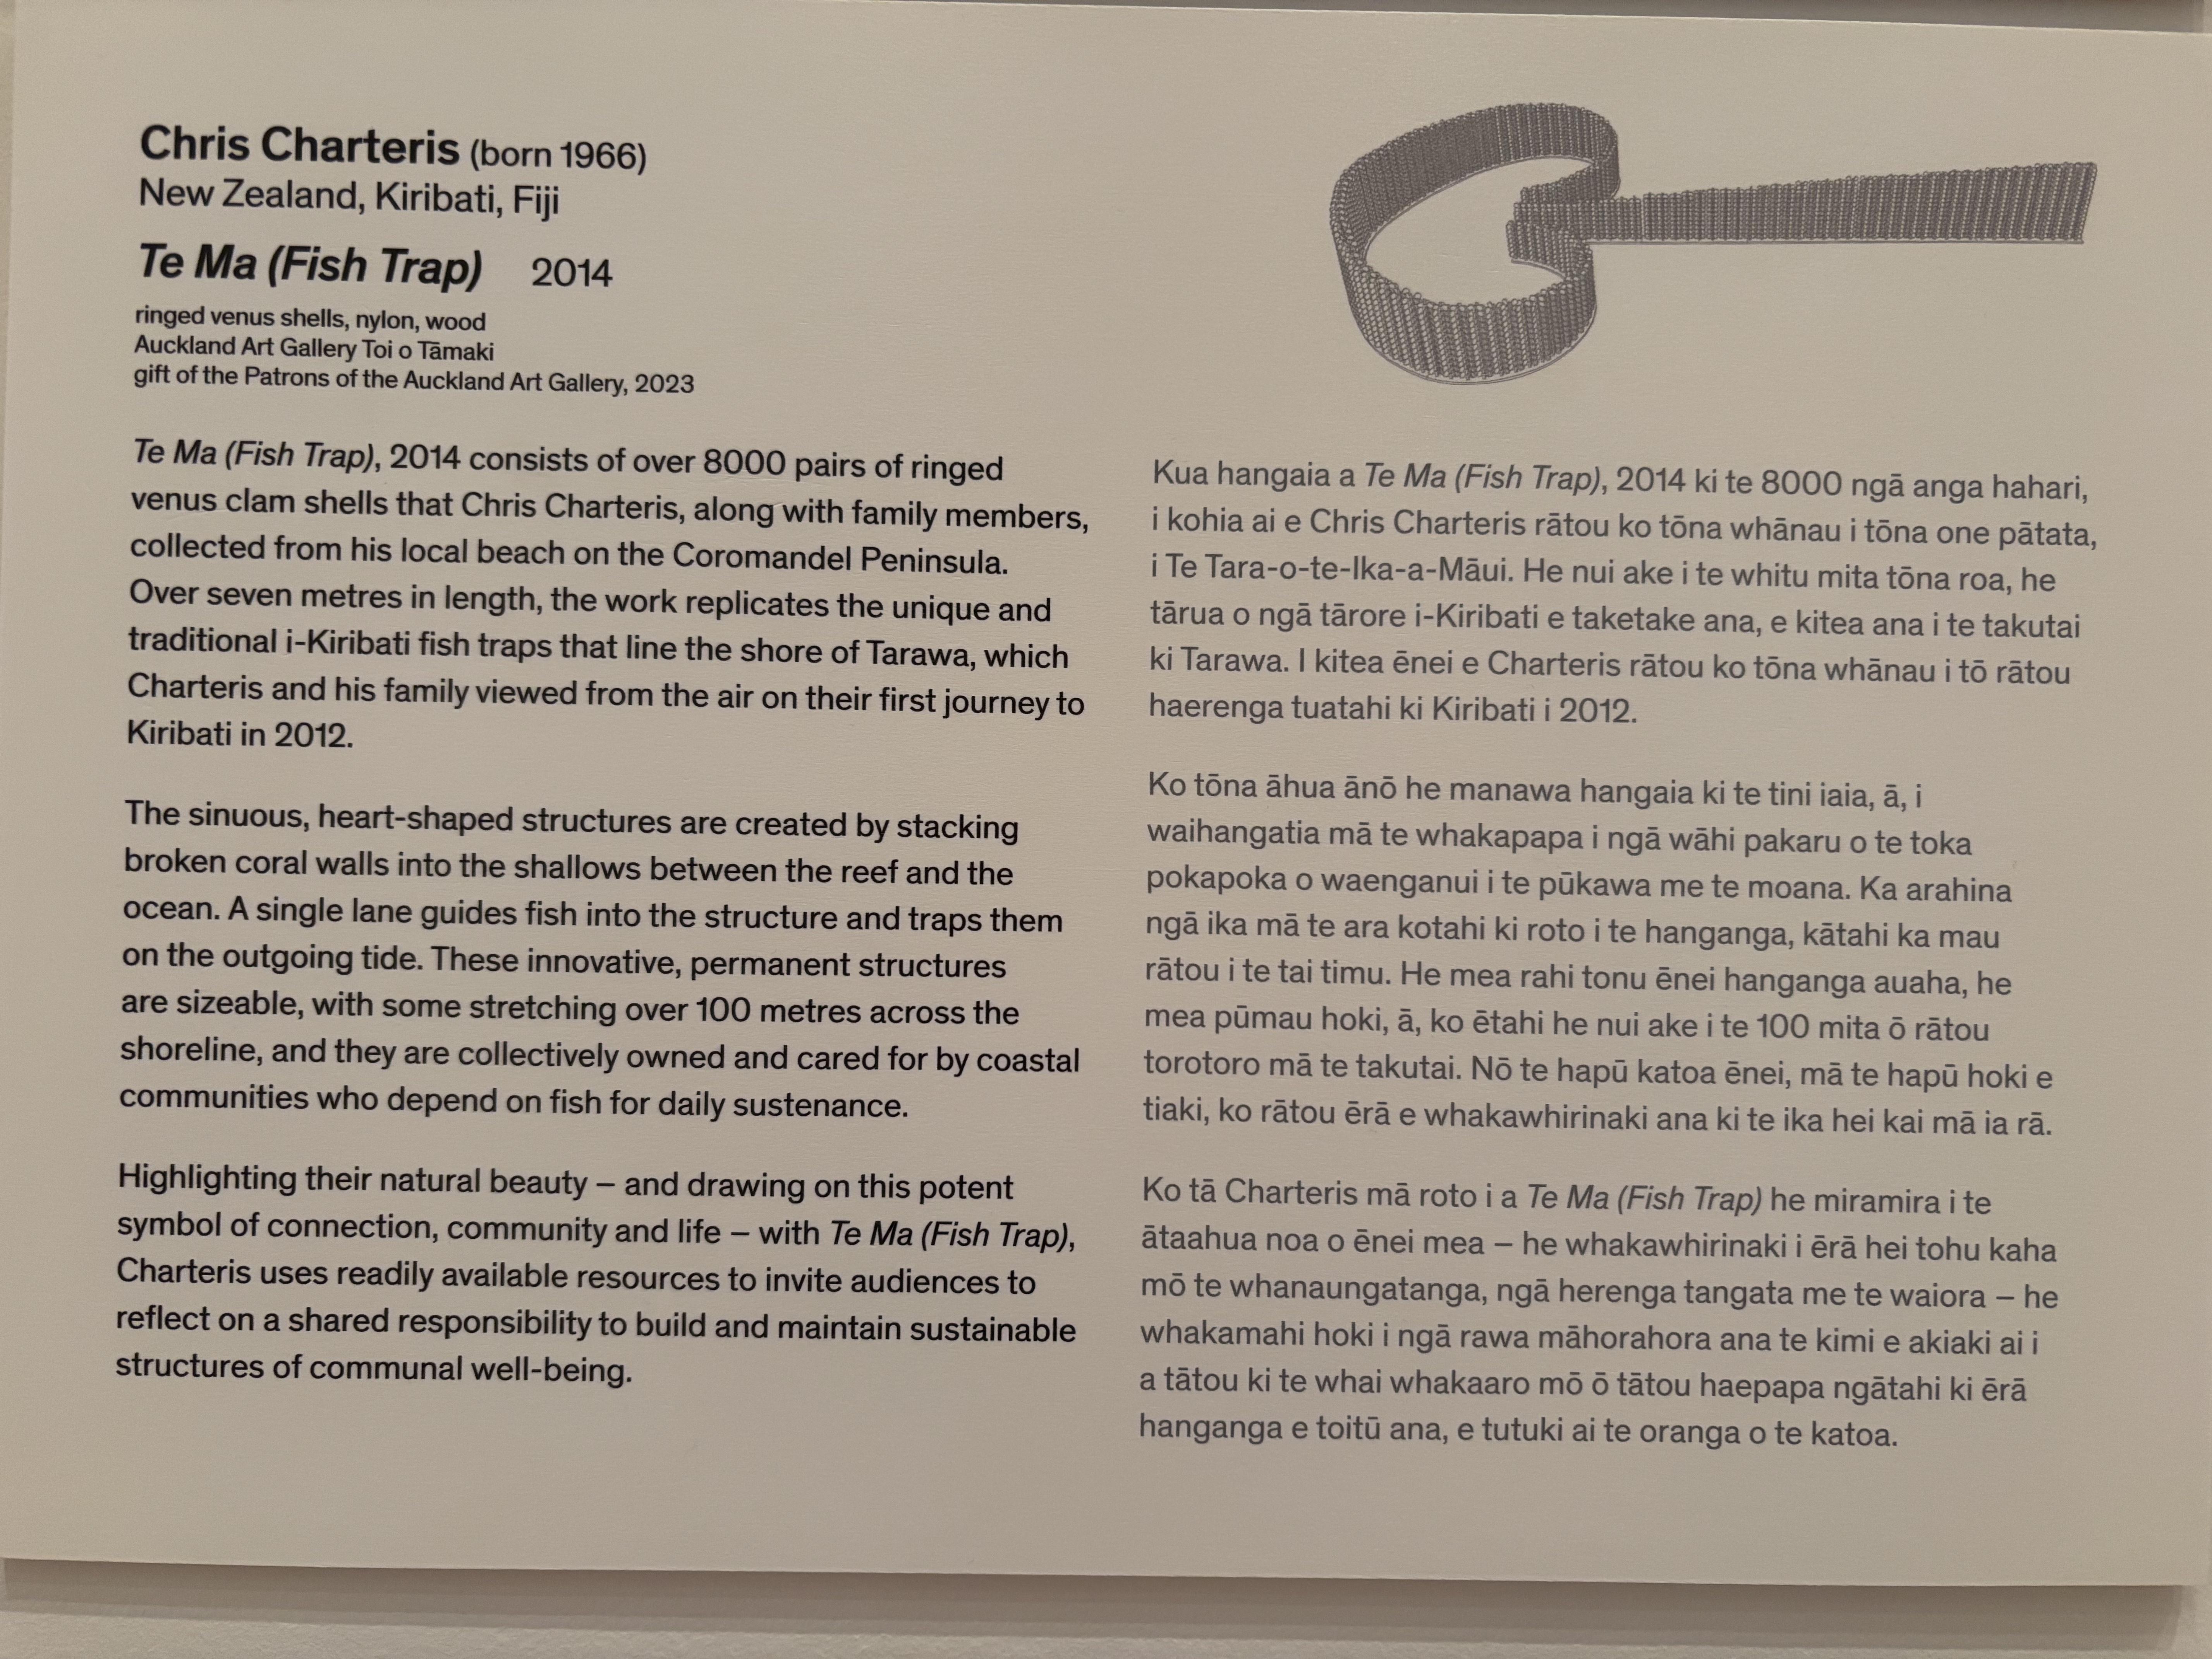 Chris Charteris (born 1966)
New Zealand, Kiribati, Fiji
Te Ma (Fish Trap) 2014
ringed venus shells, nylon, wood
Auckland Art Gallery Toi o Tāmaki
gift of the Patrons of the Auckland Art Gallery, 2023
Te Ma (Fish Trap), 2014 consists of over 8000 pairs of ringed
venus clam shells that Chris Charteris, along with family members,
collected from his local beach on the Coromandel Peninsula.
Over seven metres in length, the work replicates the unique and
traditional i-Kiribati fish traps that line the shore of Tarawa, which
Charteris and his family viewed from the air on their first journey to
Kiribati in 2012.
The sinuous, heart-shaped structures are created by stacking
broken coral walls into the shallows between the reef and the
ocean. A single lane guides fish into the structure and traps them
on the outgoing tide. These innovative, permanent structures
are sizeable, with some stretching over 100 metres across the
shoreline, and they are collectively owned and cared for by coastal
communities who depend on fish for daily sustenance.
Highlighting their natural beauty – and drawing on this potent
symbol of connection, community and life – with Te Ma (Fish Trap),
Charteris uses readily available resources to invite audiences to
reflect on a shared responsibility to build and maintain sustainable
structures of communal well-being.
Kua hangaia a Te Ma (Fish Trap), 2014 ki te 8000 ngā anga hahari,
i kohia ai e Chris Charteris rātou ko tōna whānau i tōna one pātata,
i Te Tara-o-te-Ika-a-Māui. He nui ake i te whitu mita tōna roa, he
tārua o ngā tārore i-Kiribati e taketake ana, e kitea ana i te takutai
ki Tarawa. I kitea ēnei e Charteris rātou ko tōna whānau i tō rātou
haerenga tuatahi ki Kiribati i 2012.
Ko tōna āhua ānō he manawa hangaia ki te tini iaia, ā, i
waihangatia mā te whakapapa i ngā wāhi pakaru o te toka
pokapoka o waenganui i te pūkawa me te moana. Ka arahina
ngā ika mā te ara kotahi ki roto i te hanganga, kātahi ka mau
rātou i te tai timu. He mea rahi tonu ēnei hanganga auaha, he
mea pūmau hoki, ā, ko ētahi he nui ake i te 100 mita ō rātou
torotoro mā te takutai. Nō te hapū katoa ēnei, mā te hapū hoki e
tiaki, ko rātou ērā e whakawhirinaki ana ki te ika hei kai mā ia rā.
Ko tā Charteris mā roto i a Te Ma (Fish Trap) he miramira i te
ātaahua noa o ēnei mea – he whakawhirinaki i ērā hei tohu kaha
mō te whanaungatanga, ngā herenga tangata me te waiora – he
whakamahi hoki i ngā rawa māhorahora ana te kimi e akiaki ai i
a tātou ki te whai whakaaro mō ō tātou haepapa ngātahi ki ērā
hanganga e toitū ana, e tutuki ai te oranga o te katoa.